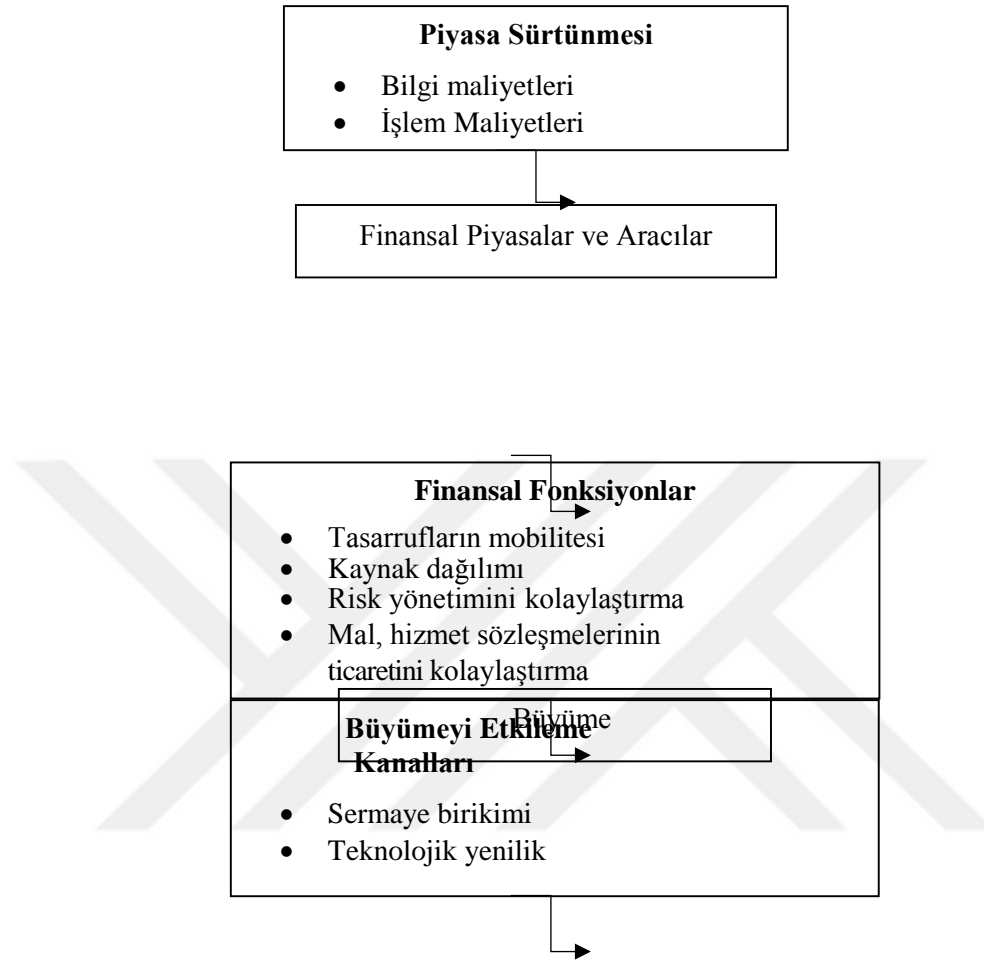 Piyasa Sürtünmesi
• Bilgi maliyetleri
• İşlem Maliyetleri
Finansal Piyasalar ve Aracılar
Finansal Fonksiyonlar
• Tasarrufların mobilitesi
• Kaynak dağılımı
• Risk yönetimini kolaylaştırma
• Mal, hizmet sözleşmelerinin
ticaretini kolaylaştırma
Büyüme
Büyümeyi Etkileme
Kanalları
• Sermaye birikimi
• Teknolojik yenilik